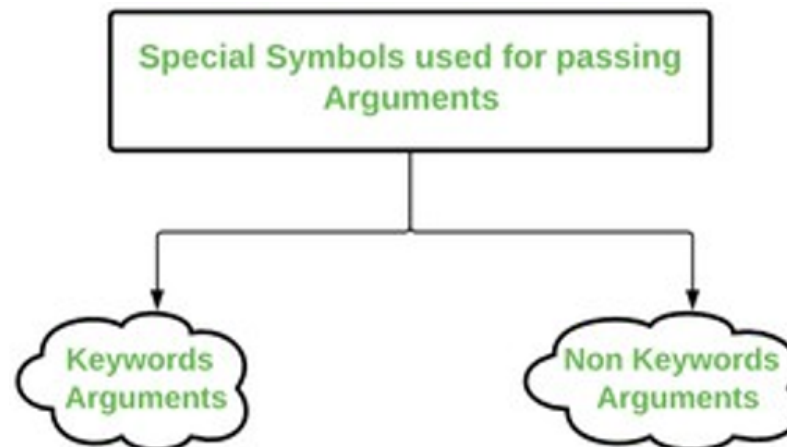 Special Symbols used for passing
Arguments
Keywords
Arguments
Non Keywords
Arguments